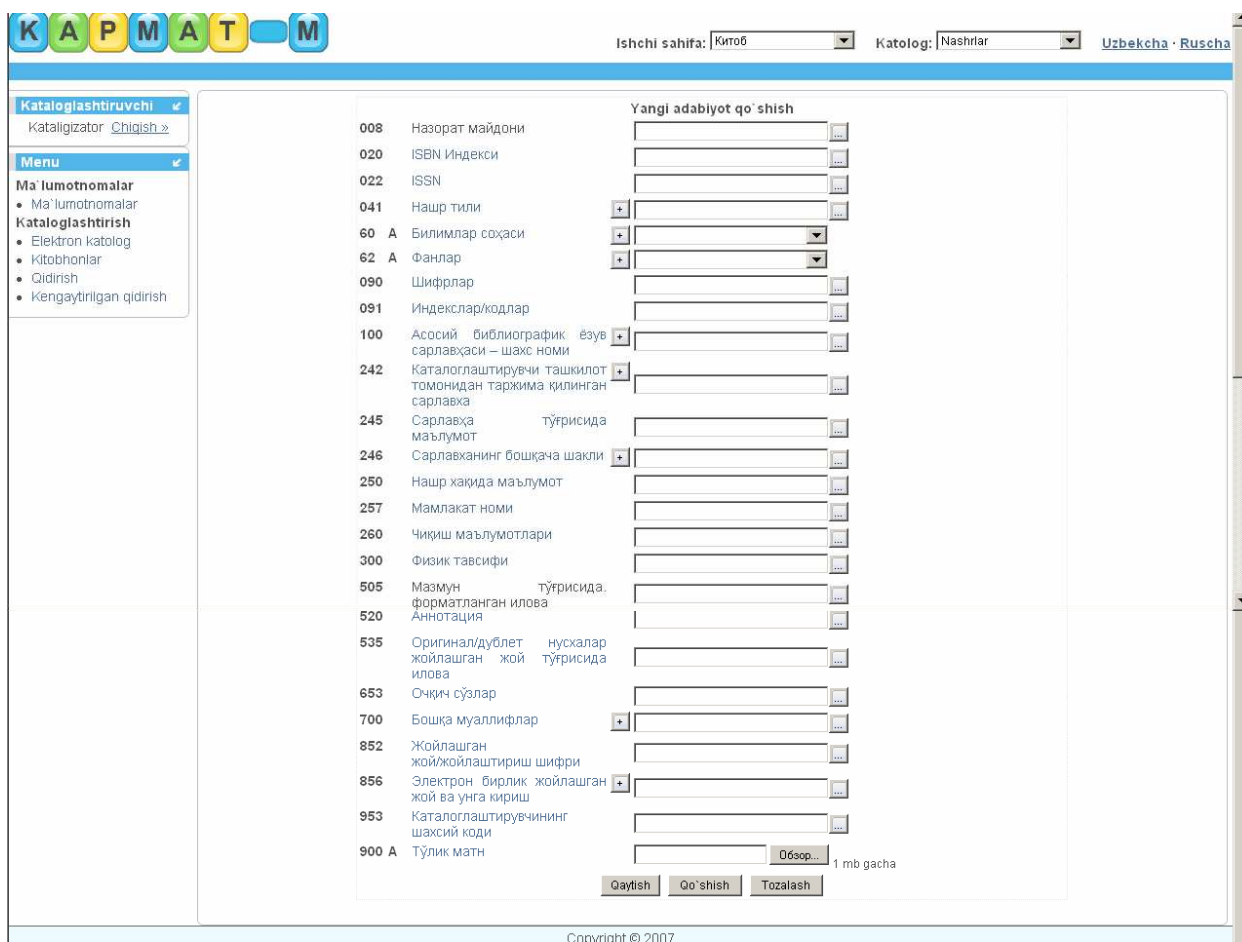 КАРМАТ-М
Ishchi sahifa: Китоб Katolog: Nashrlar Uzbekcha · Ruscha
Kataloglashtiruvchi
Kataligizator Chiqish »
Menu
Ma`lumotnomalar
• Ma`lumotnomalar
Kataloglashtirish
• Elektron katolog
• Kitobhonlar
• Qidirish
• Kengaytirilgan qidirish
Yangi adabiyot qo`shish
008 Назорат майдони ...
020 ISBN Индекси ...
022 ISSN ...
041 Нашр тили + ...
60 A Билимлар соҳаси +
62 A Фанлар +
090 Шифрлар ...
091 Индекслар/кодлар ...
100 Асосий библиографик ёзув + ...
сарлавҳаси – шахс номи
242 Каталоглаштирувчи ташкилот +
томонидан таржима қилинган ...
сарлавха
245 Сарлавҳа тўғрисида ...
маълумот
246 Сарлавханинг бошқача шакли + ...
250 Нашр хақида маълумот ...
257 Мамлакат номи ...
260 Чиқиш маълумотлари ...
300 Физик тавсифи ...
505 Мазмун тўғрисида. ...
форматланган илова
520 Аннотация ...
535 Оригинал/дублет нусхалар
жойлашган жой тўғрисида ...
илова
653 Очқич сўзлар ...
700 Бошқа муаллифлар + ...
852 Жойлашган ...
жой/жойлаштириш шифри
856 Электрон бирлик жойлашган + ...
жой ва унга кириш
953 Каталоглаштирувчининг ...
шахсий коди
900 A Тўлик матн Обзор... 1 mb gacha
Qaytish Qo`shish Tozalash
Copyright © 2007